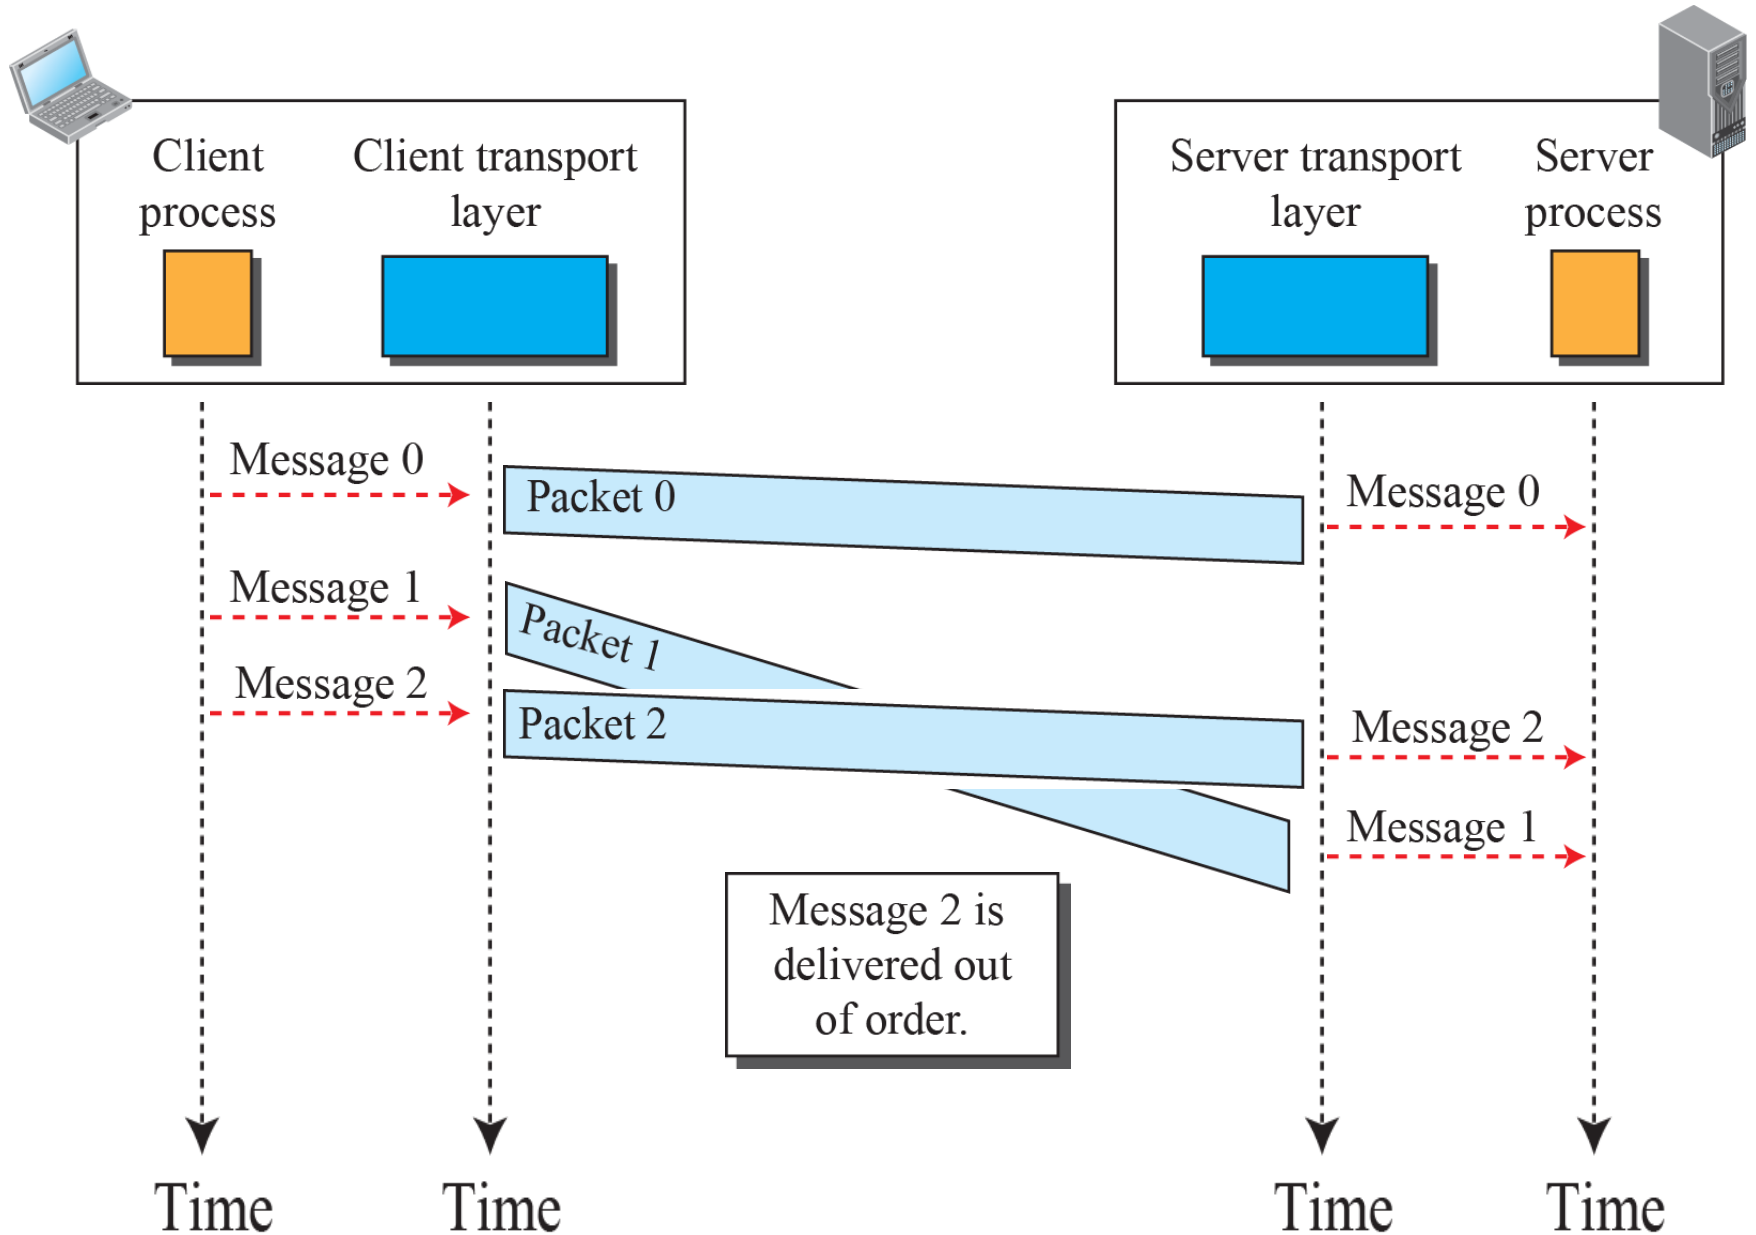 Client
process
Client transport
layer
Server transport
layer
Server
process
Message 0
Packet 0
Message 0
Message 1
Packet 1
Message 2
Packet 2
Message 2
Message 1
Message 2 is
delivered out
of order.
Time
Time
Time
Time